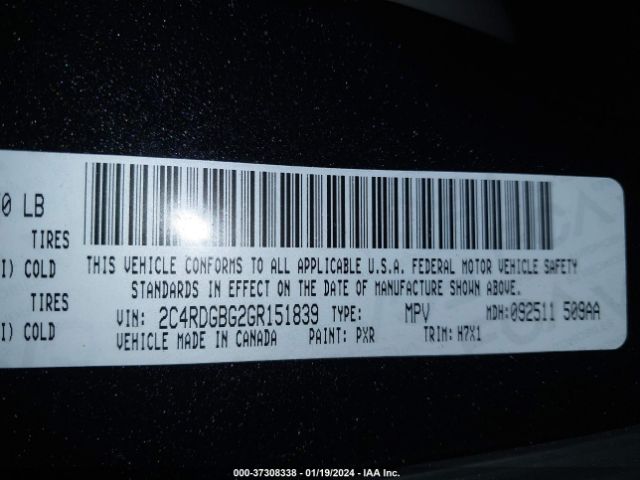 0 LB
TIRES
I) COLD
TIRES
I) COLD
THIS VEHICLE CONFORMS TO ALL APPLICABLE U.S.A. FEDERAL MOTOR VEHICLE SAFETY
STANDARDS IN EFFECT ON THE DATE OF MANUFACTURE SHOWN ABOVE.
VIN: 2C4RDGBG2GR151839 TYPE: MPV MDH:092511 509AA
VEHICLE MADE IN CANADA PAINT: PXR TRIM: H7X1
000-37308338 - 01/19/2024 - IAA Inc.